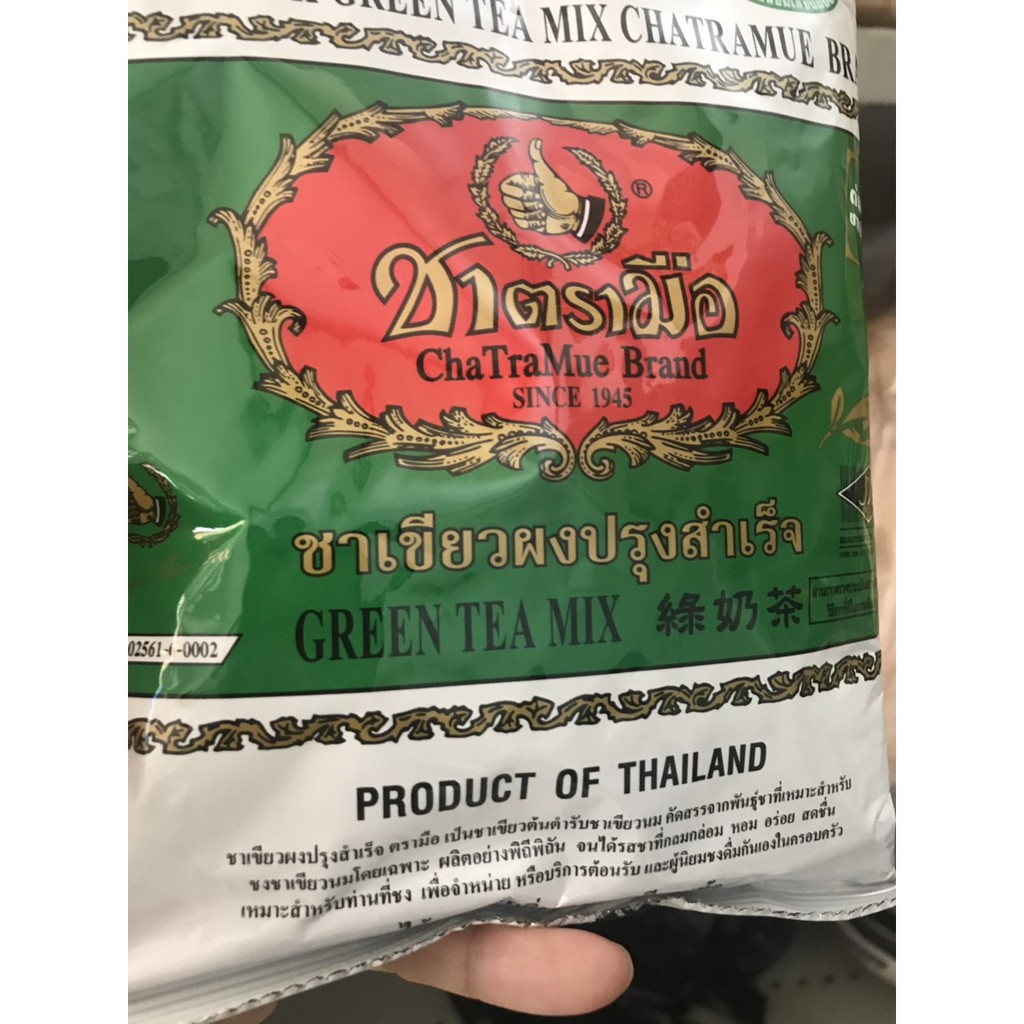 GREEN TEA MIX CHATRAMUE
®
ชาตรามือ
ChaTraMue Brand
SINCE 1945
ชาเขียวผงปรุงสำเร็จ
GREEN TEA MIX 綠奶茶
PRODUCT OF THAILAND
ชาเขียวผงปรุงสำเร็จ ตรามือ เป็นชาเขียวต้นตำรับชาเขียวนม คัดสรรจากพันธุ์ชาที่เหมาะสำหรับ
ชงชาเขียวนมโดยเฉพาะ ผลิตอย่างพิถีพิถัน จนได้รสชาที่กลมกล่อม หอม อร่อย สดชื่น
เหมาะสำหรับท่านที่ชง เพื่อจำหน่าย หรือบริการต้อนรับ และผู้นิยมชงดื่มกันเองในครอบครัว